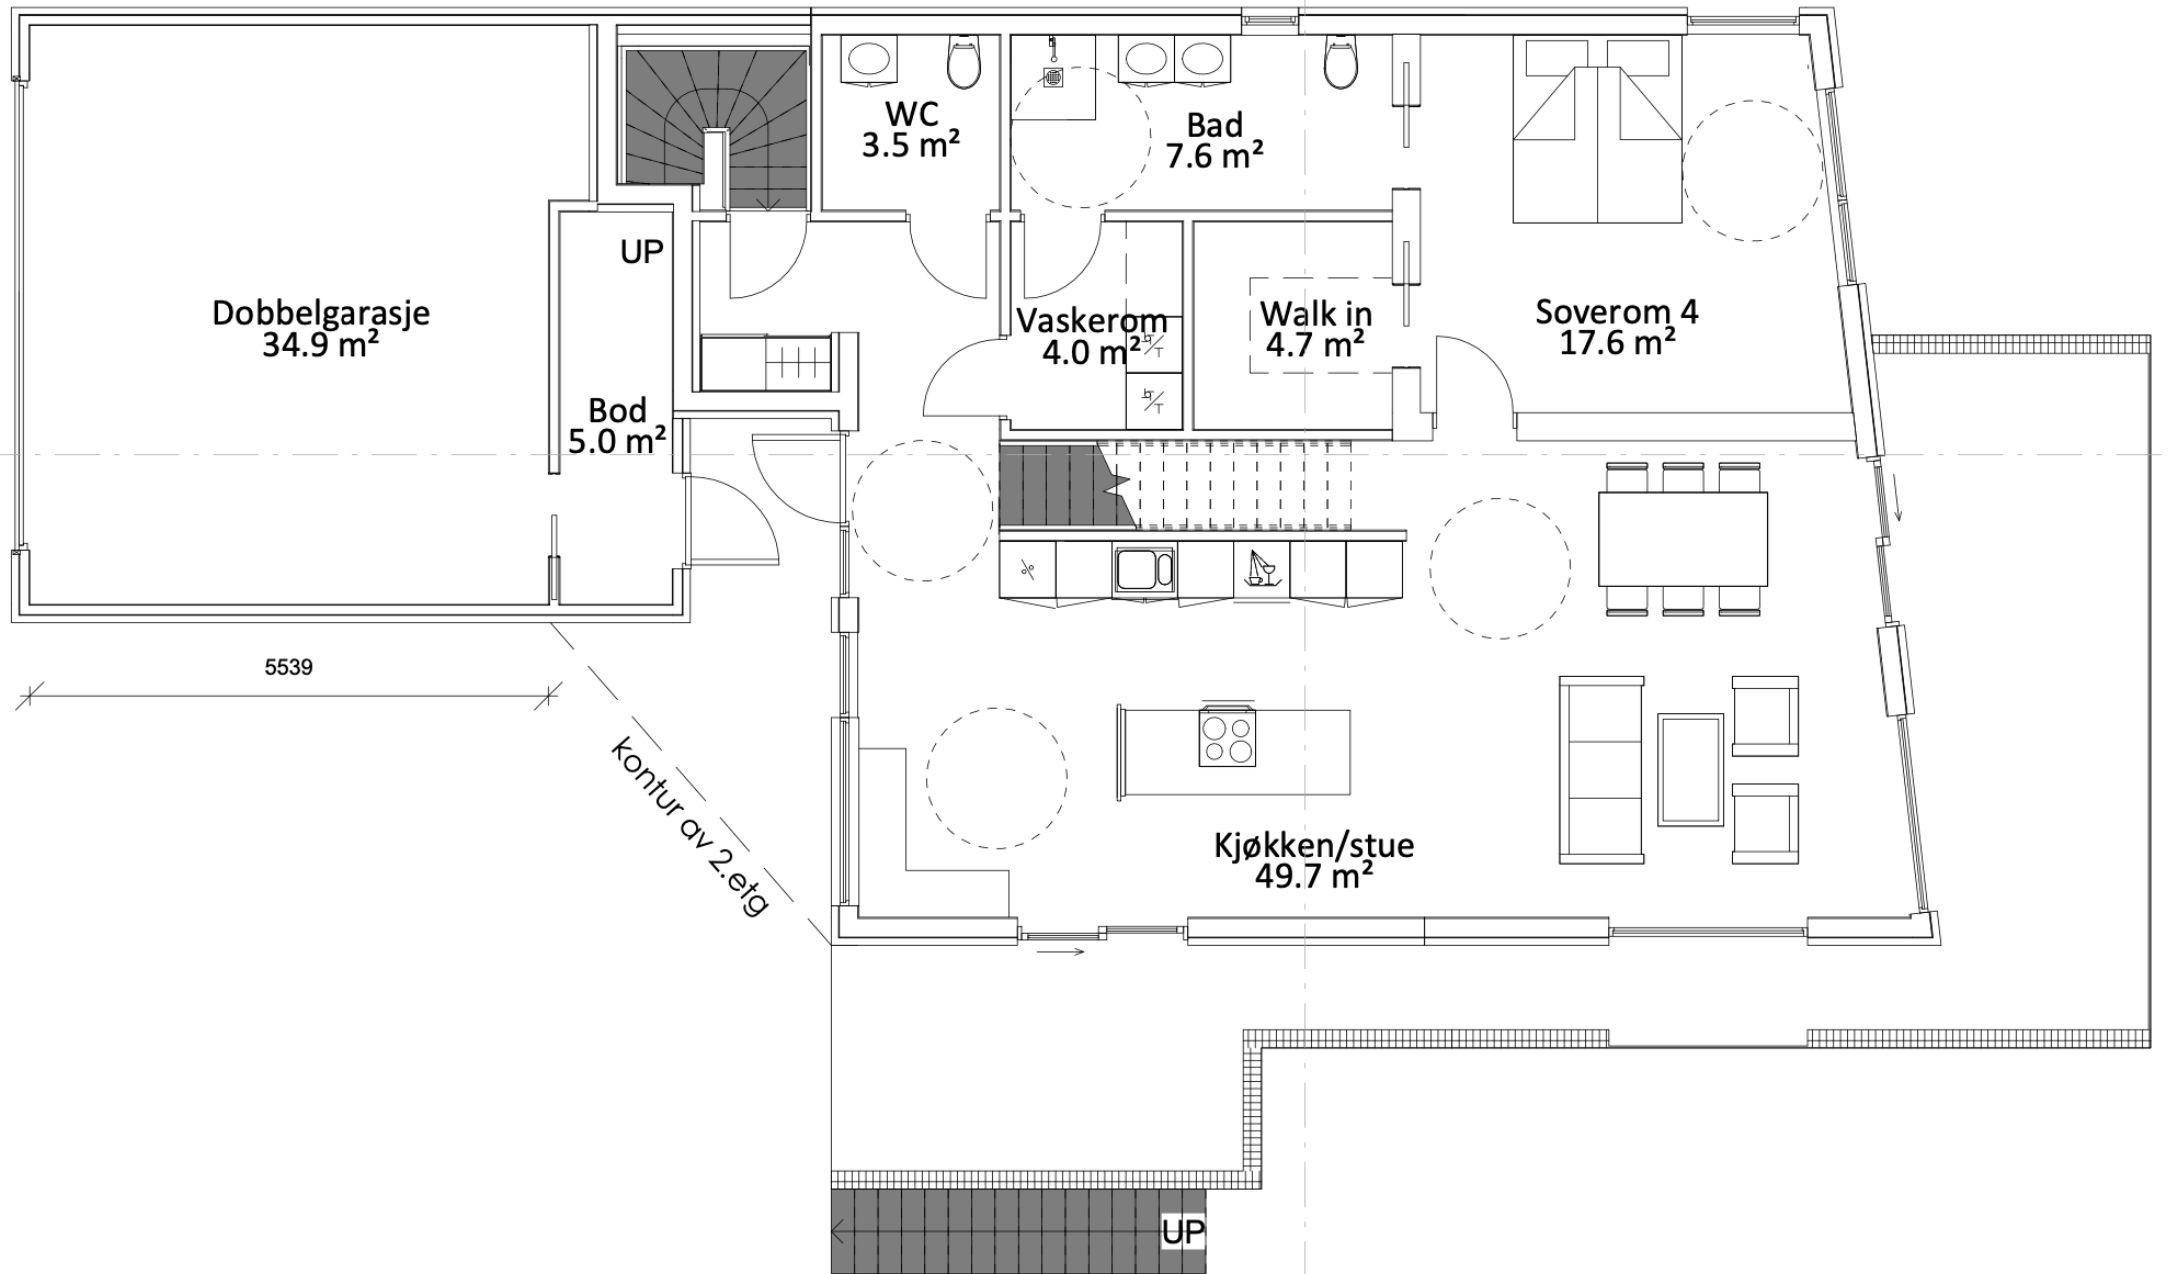 WC
3.5 m²
Bad
7.6 m²
UP
Dobbelgarasje
34.9 m²
Vaskerom
4.0 m²
Walk in
4.7 m²
Soverom 4
17.6 m²
Bod
5.0 m²
5539
kontur av 2.etg
Kjøkken/stue
49.7 m²
UP